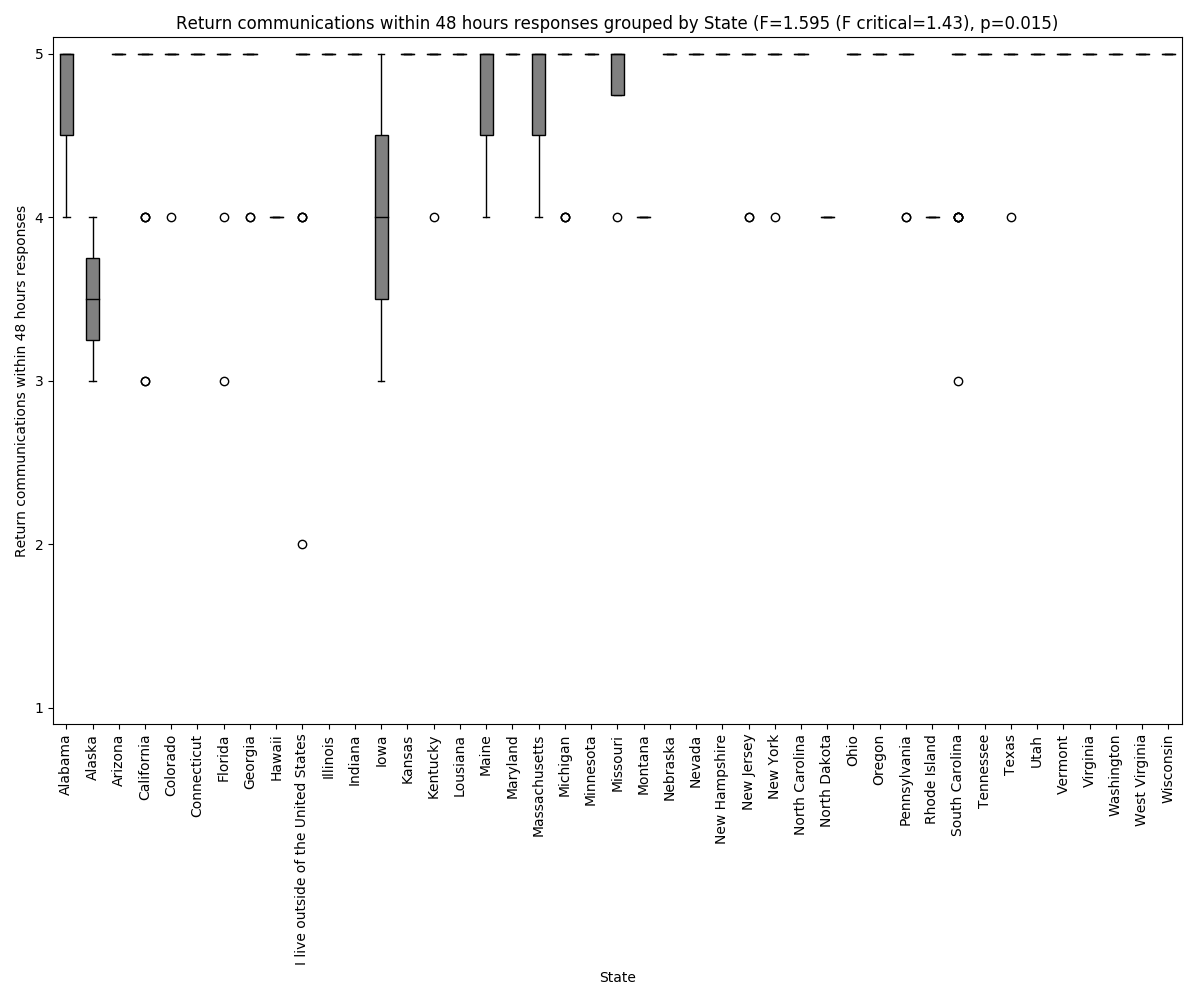 Return communications within 48 hours responses grouped by State (F=1.595 (F critical=1.43), p=0.015)
Return communications within 48 hours responses
5
4
3
2
1
Alabama
Alaska
Arizona
California
Colorado
Connecticut
Florida
Georgia
Hawaii
I live outside of the United States
Illinois
Indiana
Iowa
Kansas
Kentucky
Lousiana
Maine
Maryland
Massachusetts
Michigan
Minnesota
Missouri
Montana
Nebraska
Nevada
New Hampshire
New Jersey
New York
North Carolina
North Dakota
Ohio
Oregon
Pennsylvania
Rhode Island
South Carolina
Tennessee
Texas
Utah
Vermont
Virginia
Washington
West Virginia
Wisconsin
State